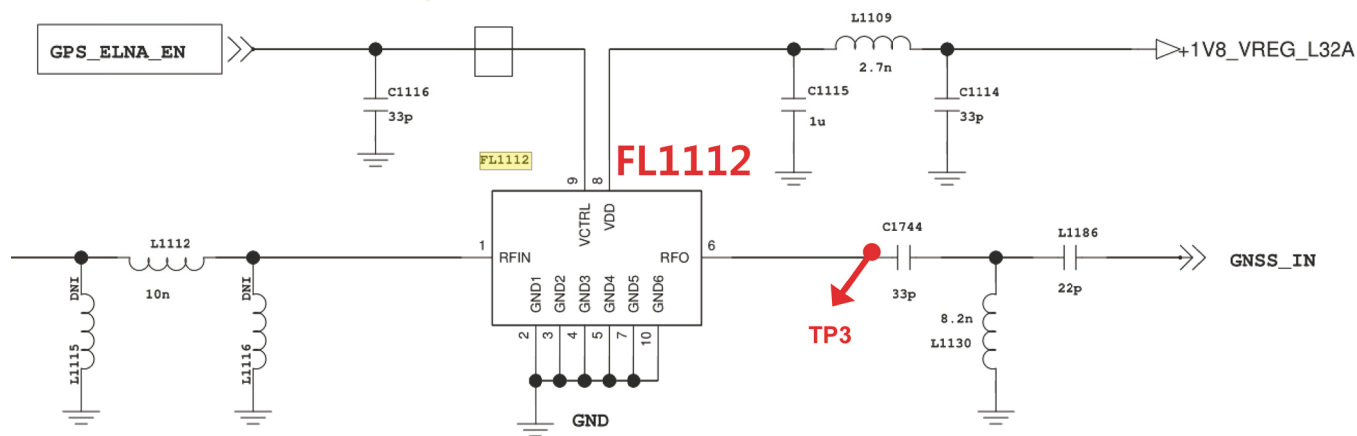 L1109
GPS_ELNA_EN
+1V8_VREG_L32A
2.7n
C1116
33p
C1115
1u
C1114
33p
FL1112
FL1112
9
8
VCTRL
VDD
L1112
10n
1
RFIN
RFO
6
C1744
33p
L1186
22p
GNSS_IN
DNI
L1115
DNI
L1116
GND1
GND2
GND3
GND4
GND5
GND6
2
3
4
5
7
10
TP3
8.2n
L1130
GND